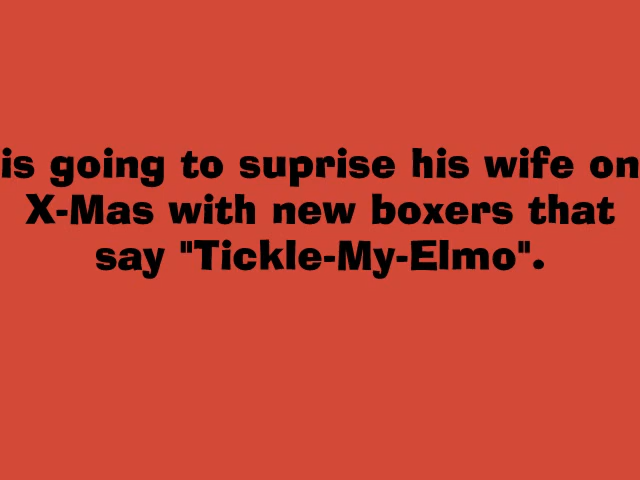 is going to suprise his wife on
X-Mas with new boxers that
say "Tickle-My-Elmo".